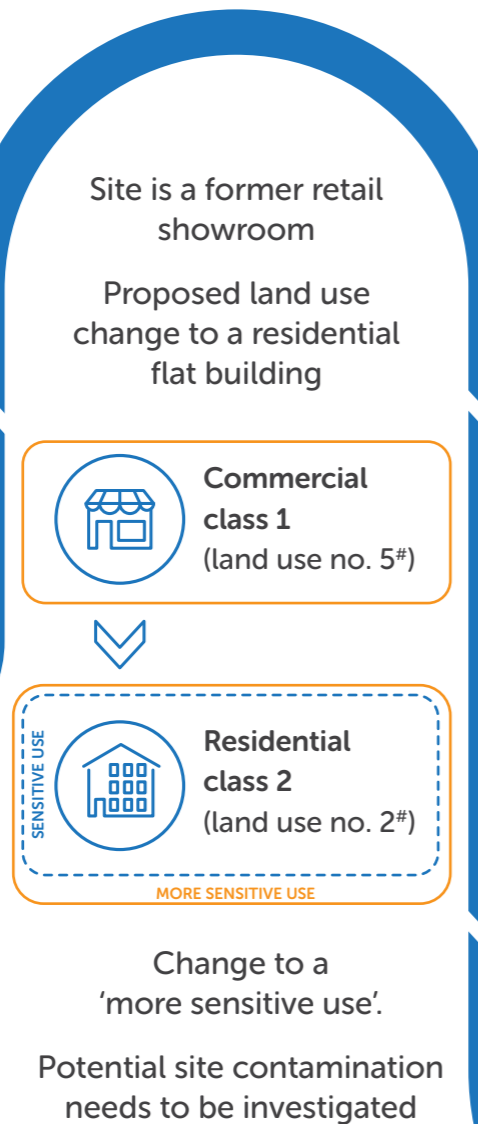 Site is a former retail
showroom
Proposed land use
change to a residential
flat building
Commercial
class 1
(land use no. 5#)
SENSITIVE USE
Residential
class 2
(land use no. 2#)
MORE SENSITIVE USE
Change to a
‘more sensitive use’.
Potential site contamination
needs to be investigated